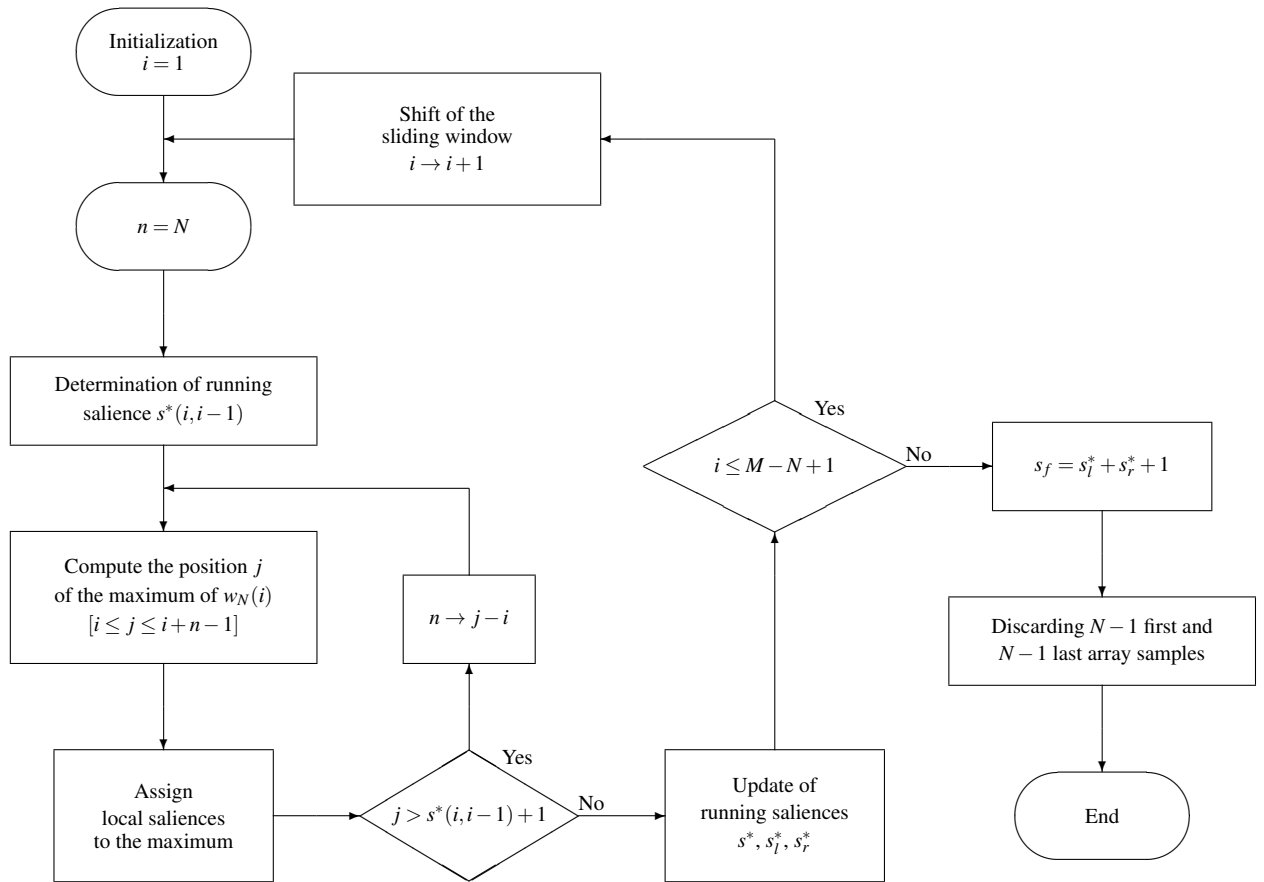 Initialization
i = 1
Shift of the
sliding window
i → i + 1
n = N
Determination of running
salience s*(i, i − 1)
Compute the position j
of the maximum of w_N(i)
[i ≤ j ≤ i + n − 1]
Assign
local saliences
to the maximum
n → j − i
Yes
j > s*(i, i − 1) + 1
No
Update of
running saliences
s*, s*_l, s*_r
Yes
i ≤ M − N + 1
No
s_f = s*_l + s*_r + 1
Discarding N − 1 first and
N − 1 last array samples
End